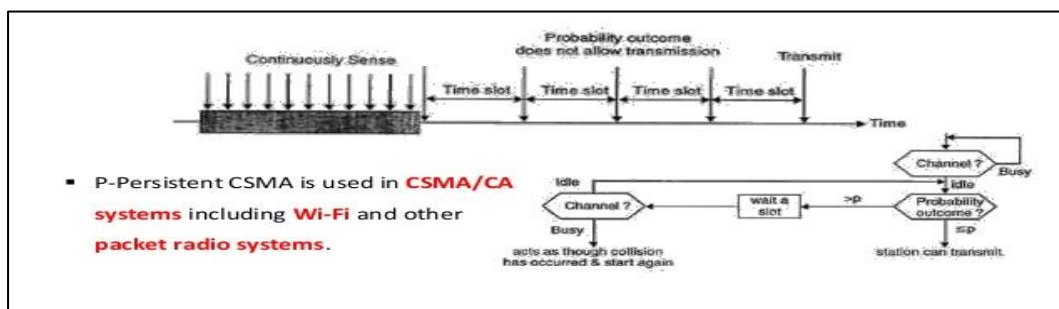 Probability outcome
does not allow transmission
Continuously Sense
Transmit
Time slot
Time slot
Time slot
Time slot
Time
▪ P-Persistent CSMA is used in CSMA/CA
systems including Wi-Fi and other
packet radio systems.
Channel ?
Busy
Idle
Idle
Channel ?
wait a
slot
>p
Probability
outcome ?
Busy
≤p
acts as though collision
has occurred & start again
station can transmit.